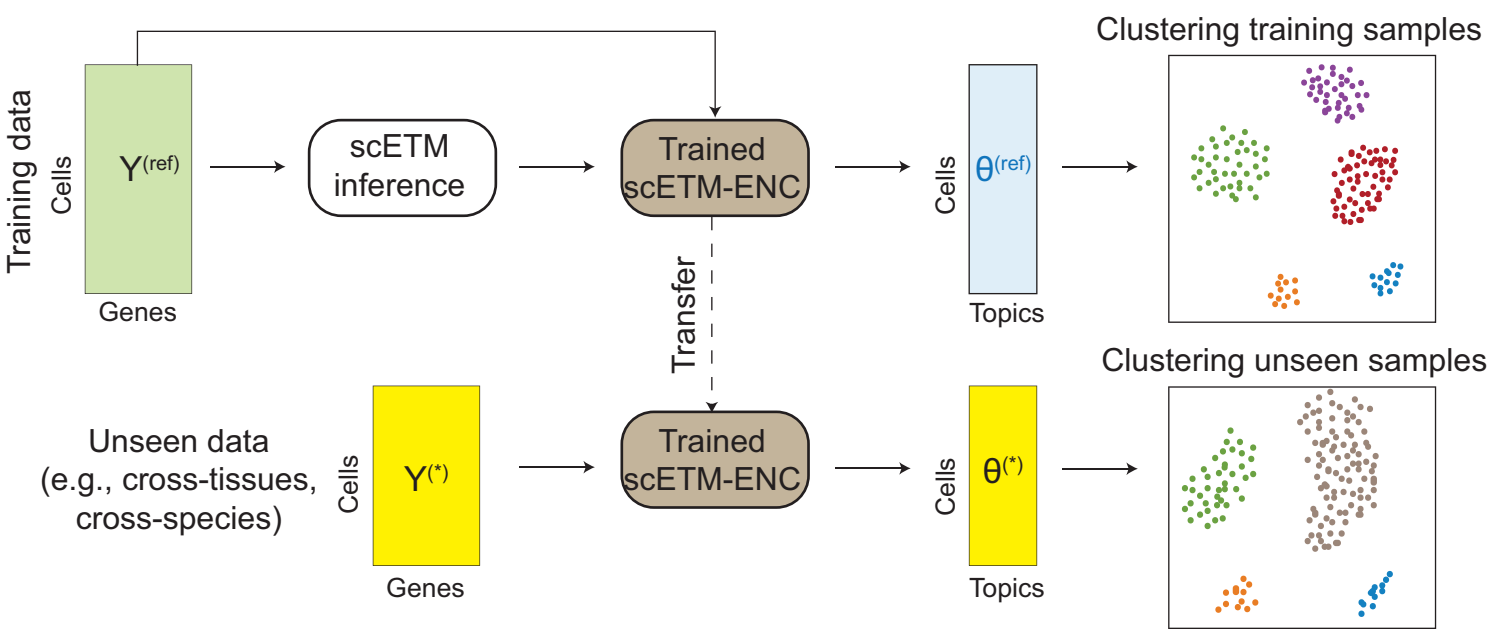 Clustering training samples
Training data
Cells
Y(ref)
Genes
scETM
inference
Trained
scETM-ENC
Cells
θ(ref)
Topics
Transfer
Clustering unseen samples
Unseen data
(e.g., cross-tissues,
cross-species)
Cells
Y(*)
Genes
Trained
scETM-ENC
Cells
θ(*)
Topics